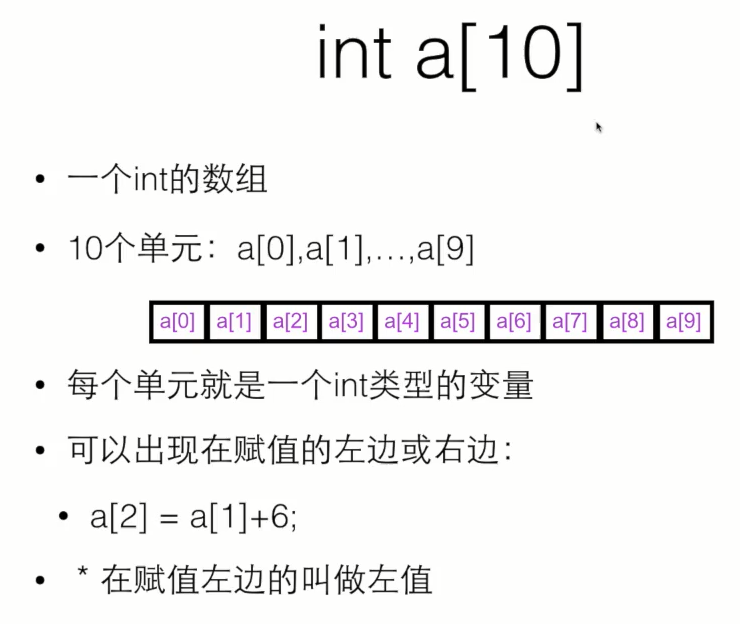 int a[10]
• 一个int的数组
• 10个单元：a[0],a[1],…,a[9]
a[0] a[1] a[2] a[3] a[4] a[5] a[6] a[7] a[8] a[9]
• 每个单元就是一个int类型的变量
• 可以出现在赋值的左边或右边：
• a[2] = a[1]+6;
• * 在赋值左边的叫做左值